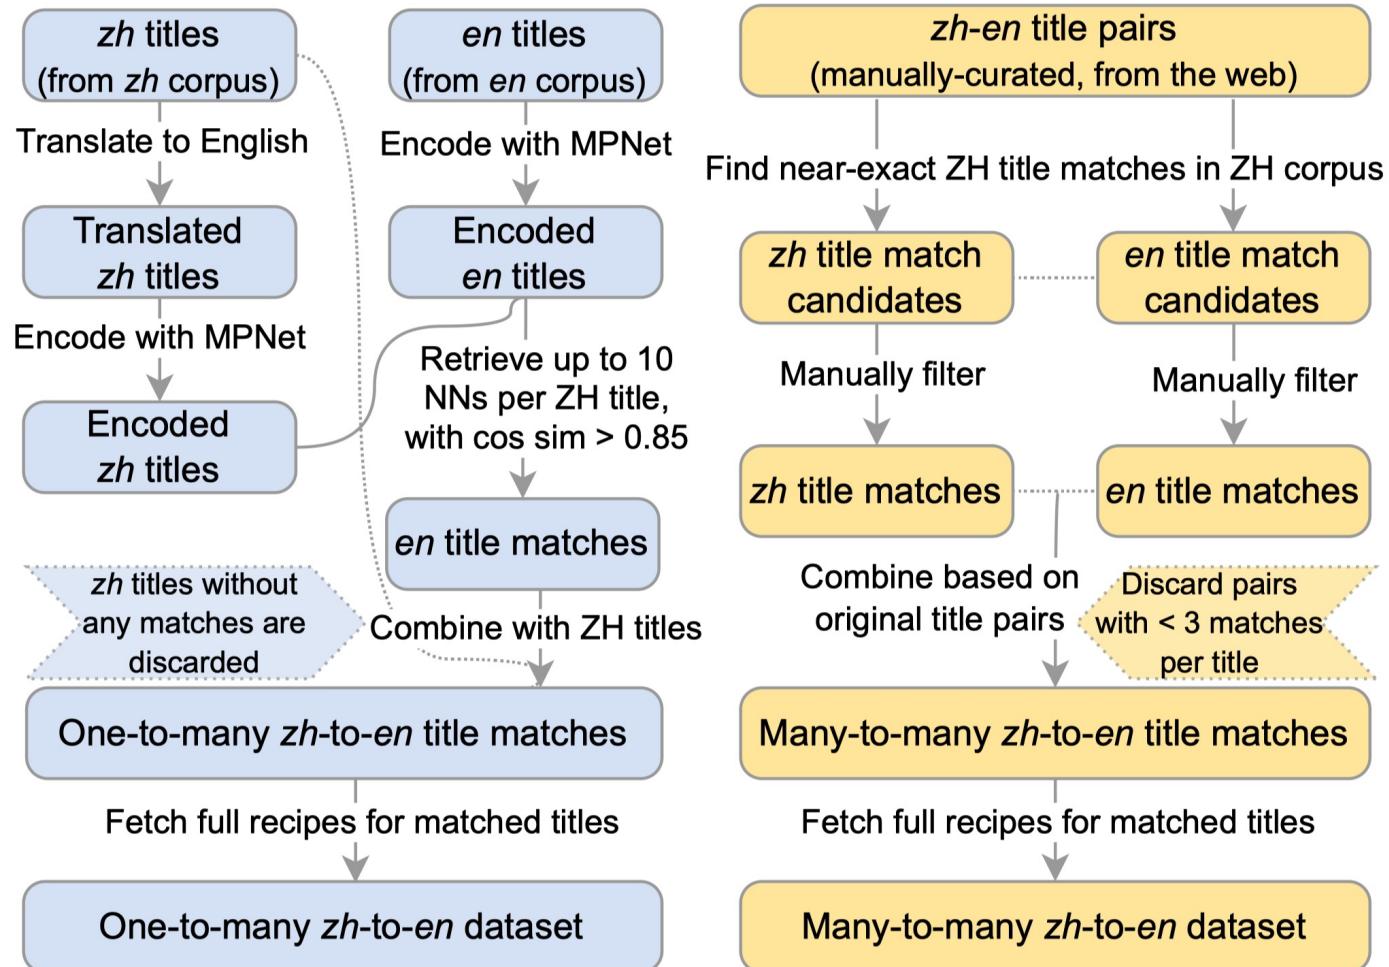 zh titles
(from zh corpus)
Translate to English
Translated
zh titles
Encode with MPNet
Encoded
zh titles
en titles
(from en corpus)
Encode with MPNet
Encoded
en titles
Retrieve up to 10
NNs per ZH title,
with cos sim > 0.85
en title matches
zh titles without
any matches are
discarded
Combine with ZH titles
One-to-many zh-to-en title matches
Fetch full recipes for matched titles
One-to-many zh-to-en dataset
zh-en title pairs
(manually-curated, from the web)
Find near-exact ZH title matches in ZH corpus
zh title match
candidates
en title match
candidates
Manually filter
Manually filter
zh title matches
en title matches
Combine based on
original title pairs
Discard pairs
with < 3 matches
per title
Many-to-many zh-to-en title matches
Fetch full recipes for matched titles
Many-to-many zh-to-en dataset